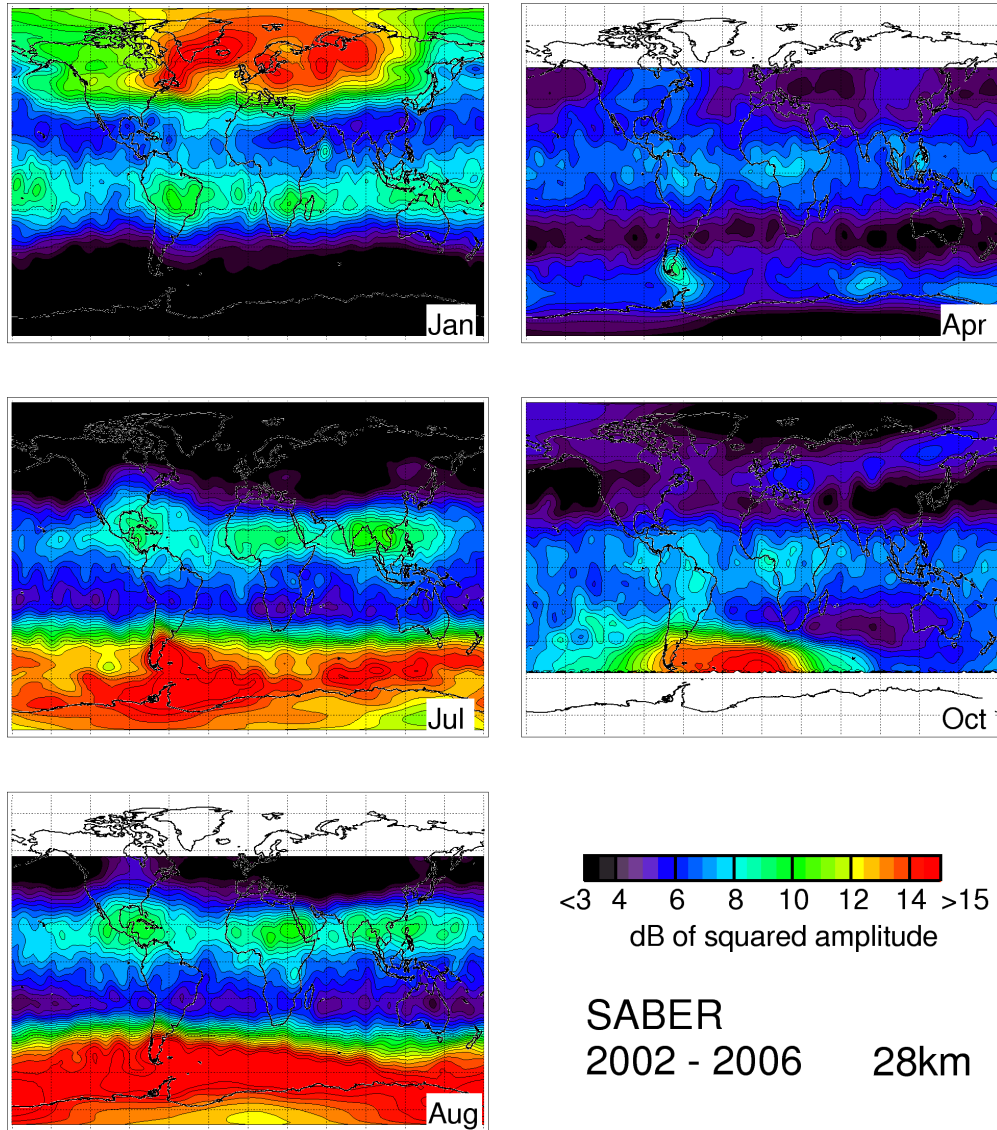 Jan
Apr
Jul
Oct
Aug
<3 4 6 8 10 12 14 >15
dB of squared amplitude
SABER
2002 - 2006 28km